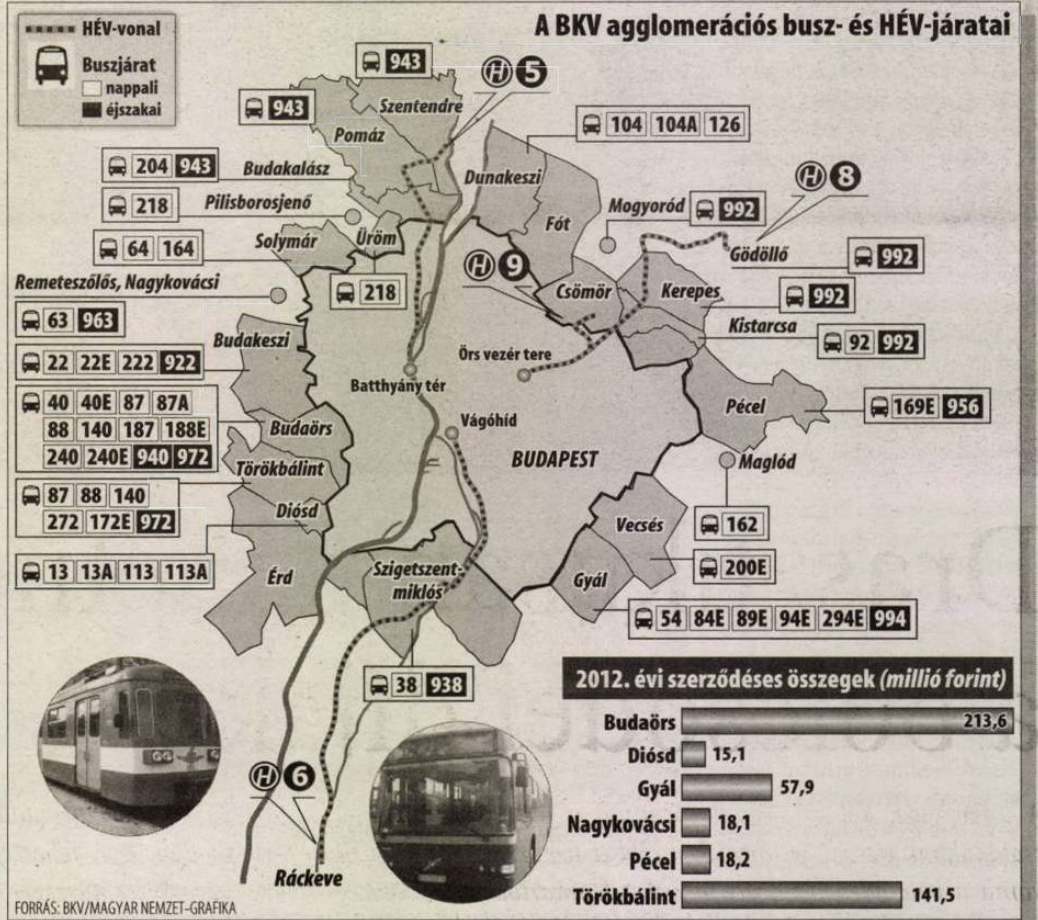 A BKV agglomerációs busz- és HÉV-járatai
HÉV-vonal
Buszjárat
nappali
éjszakai
943
H 5
943
Szentendre
Pomáz
104 104A 126
204 943
Budakalász
Dunakeszi
H 8
218
Pilisborosjenő
Mogyoród
992
Fót
64 164
Solymár
Üröm
Gödöllő
H 9
992
Remeteszőlős, Nagykovácsi
218
Csömör
Kerepes
992
63 963
Kistarcsa
Budakeszi
92 992
22 22E 222 922
Örs vezér tere
Batthyány tér
40 40E 87 87A
88 140 187 188E
240 240E 940 972
Pécel
169E 956
Budaörs
Vágóhíd
BUDAPEST
Maglód
Törökbálint
87 88 140
272 172E 972
Diósd
162
Vecsés
13 13A 113 113A
Érd
Szigetszent-
miklós
200E
Gyál
54 84E 89E 94E 294E 994
38 938
H 6
Ráckeve
2012. évi szerződéses összegek (millió forint)
Budaörs 213,6
Diósd 15,1
Gyál 57,9
Nagykovácsi 18,1
Pécel 18,2
Törökbálint 141,5
FORRÁS: BKV/MAGYAR NEMZET-GRAFIKA